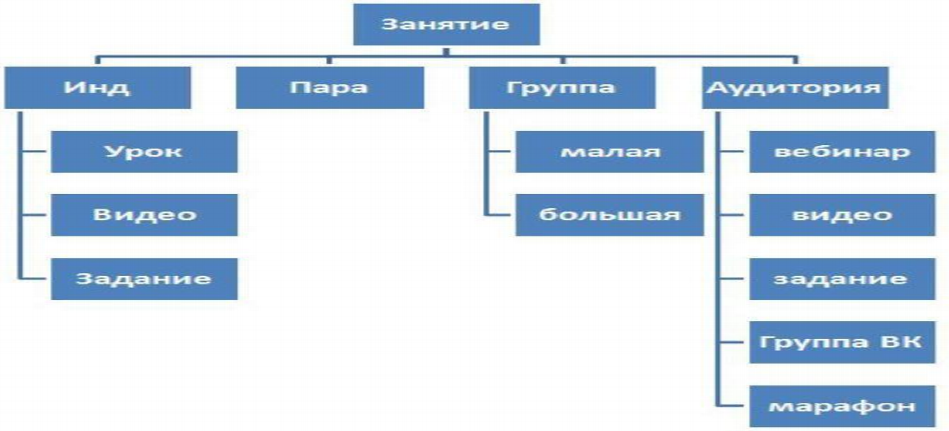 Занятие
Инд
Пара
Группа
Аудитория
Урок
Видео
Задание
малая
большая
вебинар
видео
задание
Группа ВК
марафон